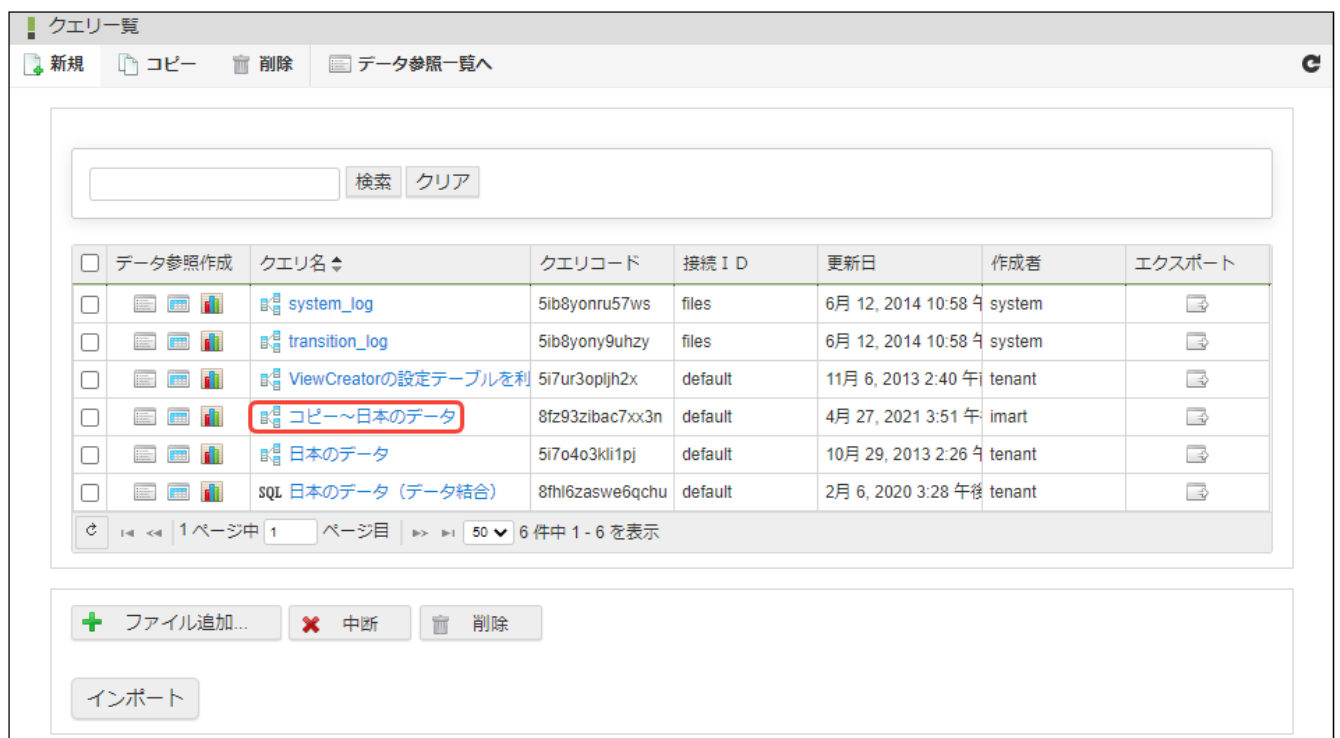 クエリ一覧
新規 コピー 削除 データ参照一覧へ
検索 クリア
データ参照作成 クエリ名 クエリコード 接続ＩＤ 更新日 作成者 エクスポート
system_log 5ib8yonru57ws files 6月 12, 2014 10:58 午 system
transition_log 5ib8yony9uhzy files 6月 12, 2014 10:58 午 system
ViewCreatorの設定テーブルを利 5i7ur3opljh2x default 11月 6, 2013 2:40 午前 tenant
コピー～日本のデータ 8fz93zibac7xx3n default 4月 27, 2021 3:51 午 imart
日本のデータ 5i7o4o3kli1pj default 10月 29, 2013 2:26 午 tenant
SQL 日本のデータ（データ結合） 8fhl6zaswe6qchu default 2月 6, 2020 3:28 午後 tenant
1 ページ中 1 ページ目 50 6 件中 1 - 6 を表示
ファイル追加... 中断 削除
インポート